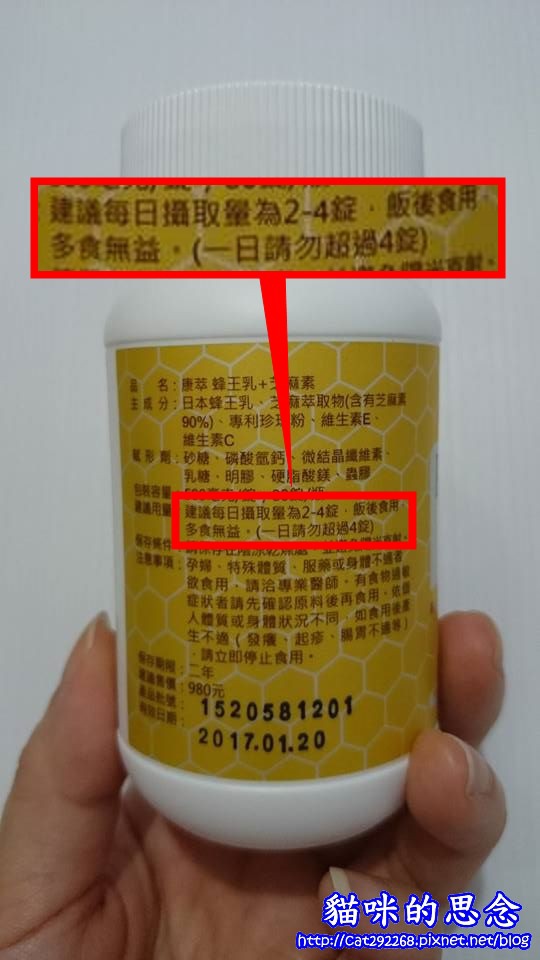 建議每日攝取量為2-4錠，飯後食用，
多食無益。(一日請勿超過4錠)
品 名：康萃 蜂王乳+芝麻素
主成分：日本蜂王乳、芝麻萃取物(含有芝麻素
90%)、專利珍珠粉、維生素E、
維生素C
賦形劑：砂糖、磷酸氫鈣、微結晶纖維素、
乳糖、明膠、硬脂酸鎂、蟲膠
包裝容量
建議用量 建議每日攝取量為2-4錠，飯後食用，
多食無益。(一日請勿超過4錠)
保存條件
注意事項：孕婦、特殊體質、服藥或身體不適者
欲食用，請洽專業醫師，有食物過敏
症狀者請先確認原料後再食用，依個
人體質或身體狀況不同，如食用後產
生不適(發癢、起疹、腸胃不適等)
，請立即停止食用。
保存期限：二年
建議售價：980元
產品批號：1520581201
有效日期：2017.01.20
貓咪的思念
http://cat292268.pixnet.net/blog